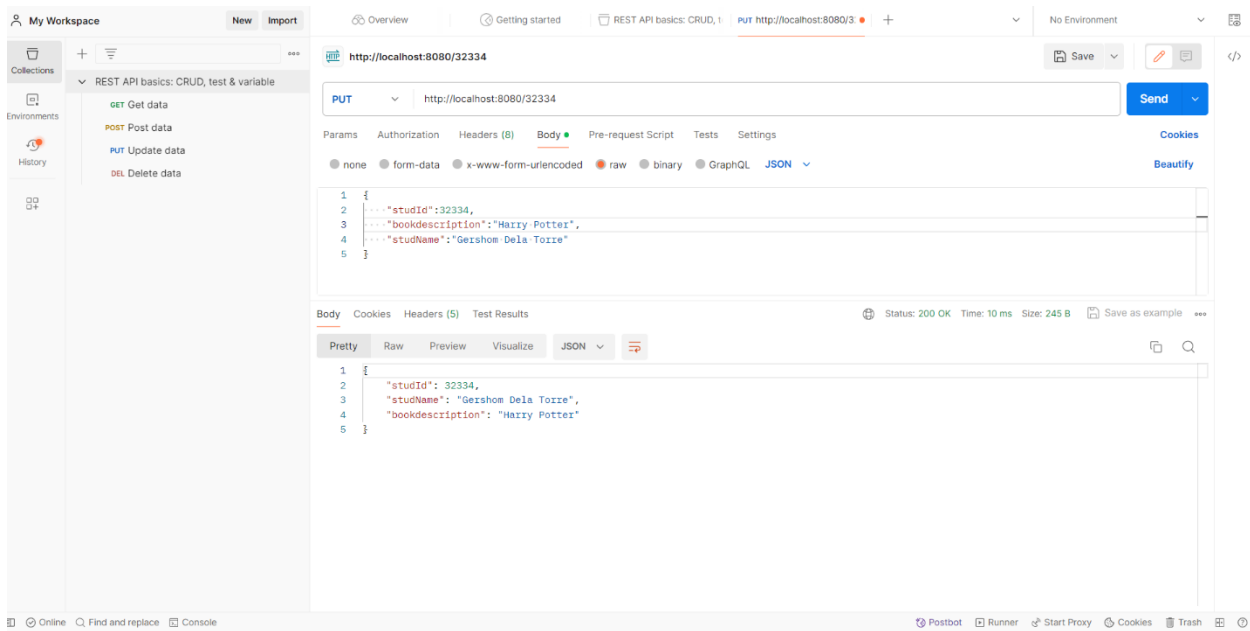 My Workspace New Import Overview Getting started REST API basics: CRUD, t PUT http://localhost:8080/3 No Environment
Collections
Environments
History
REST API basics: CRUD, test & variable
GET Get data
POST Post data
PUT Update data
DEL Delete data
HTTP http://localhost:8080/32334 Save
PUT http://localhost:8080/32334 Send
Params Authorization Headers (8) Body Pre-request Script Tests Settings Cookies
none form-data x-www-form-urlencoded raw binary GraphQL JSON Beautify
1 {
2 "studId":32334,
3 "bookdescription":"Harry Potter",
4 "studName":"Gershom Dela Torre"
5 }
Body Cookies Headers (5) Test Results Status: 200 OK Time: 10 ms Size: 245 B Save as example
Pretty Raw Preview Visualize JSON
1 {
2 "studId": 32334,
3 "studName": "Gershom Dela Torre",
4 "bookdescription": "Harry Potter"
5 }
Online Find and replace Console Postbot Runner Start Proxy Cookies Trash